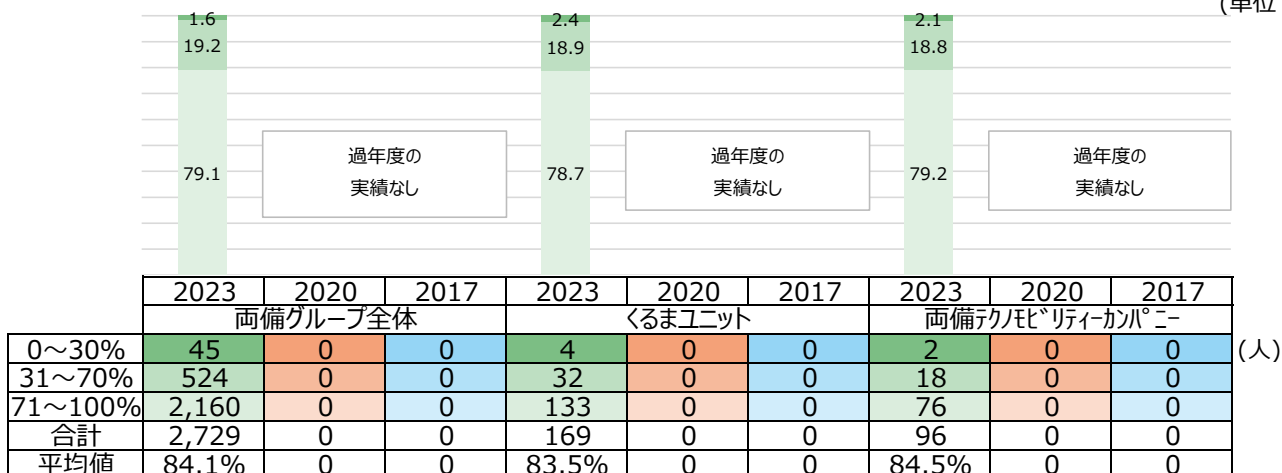 (単位
1.6 2.4 2.1
19.2 18.9 18.8
過年度の 過年度の 過年度の
79.1 78.7 79.2
実績なし 実績なし 実績なし
2023 2020 2017 2023 2020 2017 2023 2020 2017
両備グループ全体 くるまユニット 両備ﾃｸﾉﾓﾋﾞﾘﾃｨｰｶﾝﾊﾟﾆｰ
0～30% 45 0 0 4 0 0 2 0 0 (人)
31～70% 524 0 0 32 0 0 18 0 0
71～100% 2,160 0 0 133 0 0 76 0 0
合計 2,729 0 0 169 0 0 96 0 0
平均値 84.1% 0 0 83.5% 0 0 84.5% 0 0